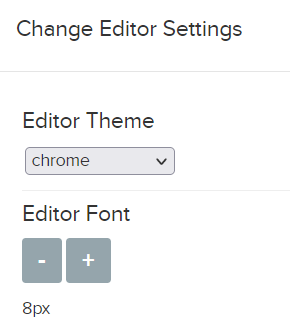 Change Editor Settings
Editor Theme
chrome
Editor Font
- +
8px